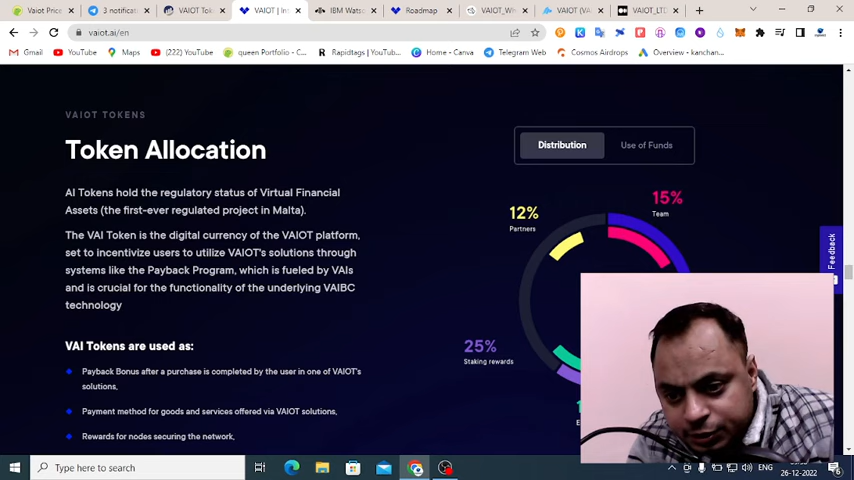 Vaiot Price
3 notificati
VAIOT Tok
VAIOT | Int
IBM Wats
Roadmap
VAIOT_Wh
VAIOT (VA
VAIOT_LTD
vaiot.ai/en
Gmail
YouTube
(222) YouTube
queen Portfolio - C...
Rapidtags | YouTub...
Home - Canva
Telegram Web
Cosmos Airdrops
Overview - kanchan...
VAIOT TOKENS
Token Allocation
AI Tokens hold the regulatory status of Virtual Financial
Assets (the first-ever regulated project in Malta).
The VAI Token is the digital currency of the VAIOT platform,
set to incentivize users to utilize VAIOT's solutions through
systems like the Payback Program, which is fueled by VAIs
and is crucial for the functionality of the underlying VAIBC
technology
VAI Tokens are used as:
Payback Bonus after a purchase is completed by the user in one of VAIOT's
solutions,
Payment method for goods and services offered via VAIOT solutions,
Rewards for nodes securing the network,
Distribution
Use of Funds
15%
Team
12%
Partners
25%
Staking rewards
Feedback
Type here to search
ENG
26-12-2022